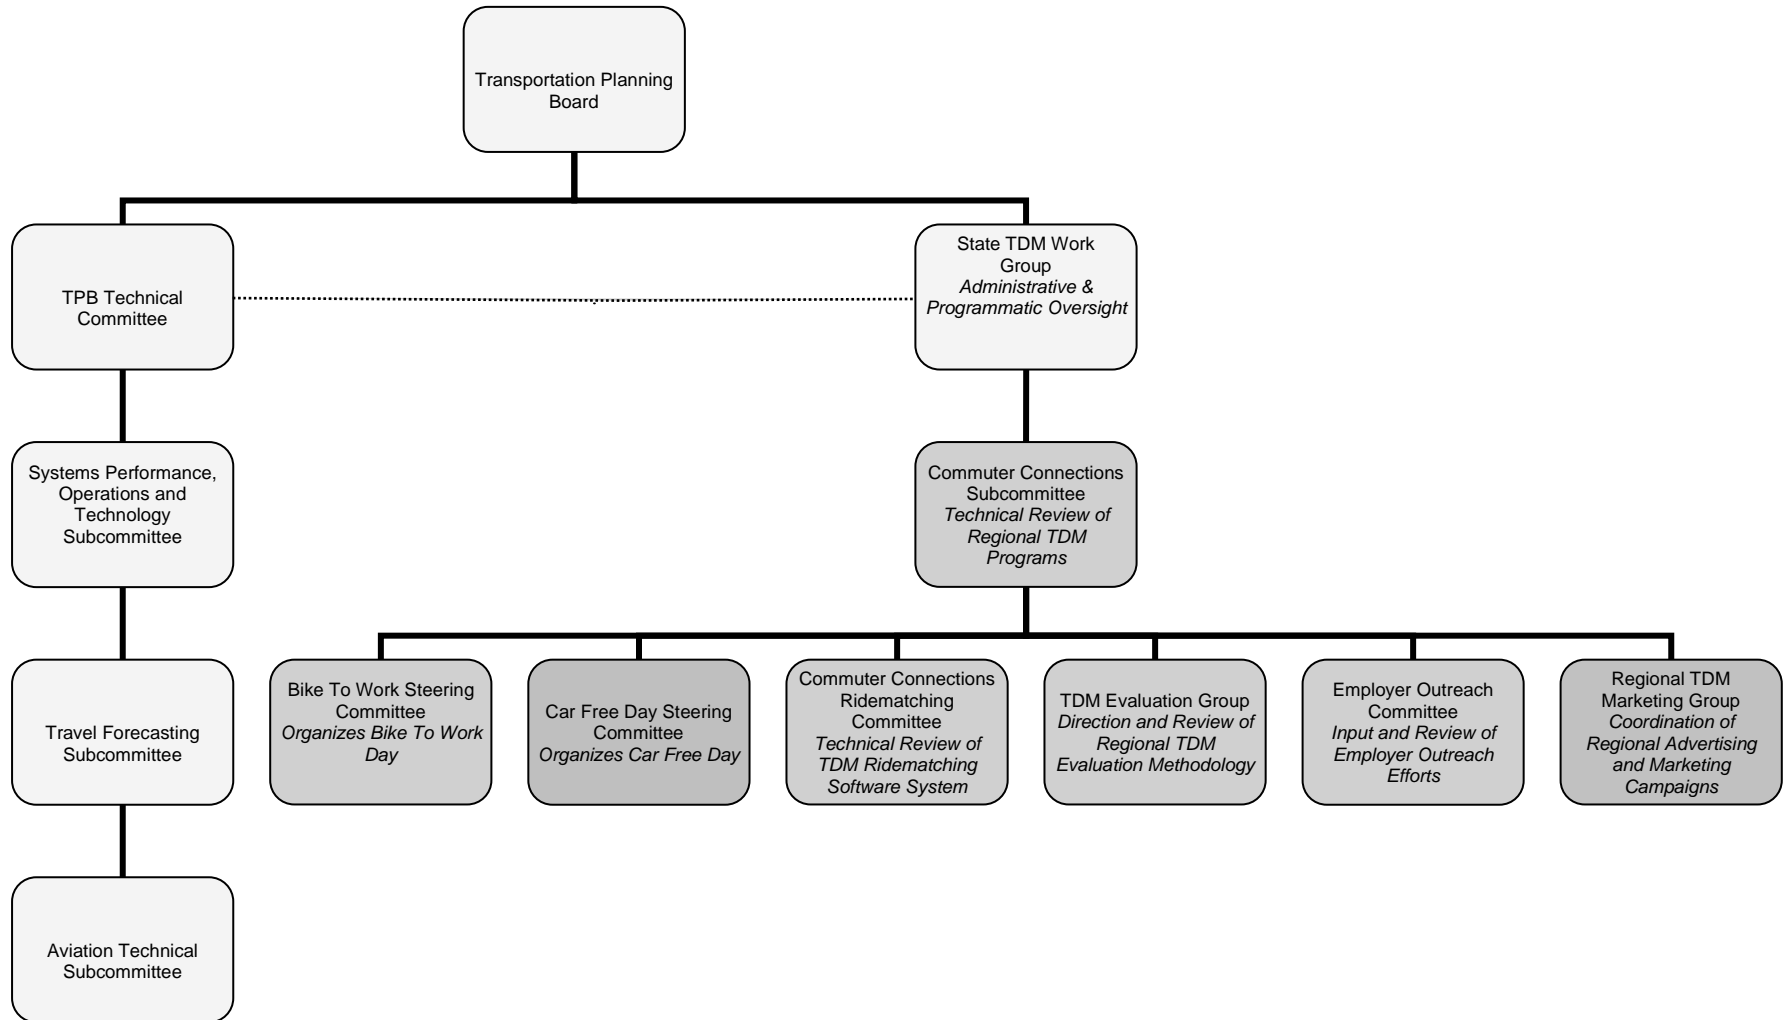 Transportation Planning
Board
TPB Technical
Committee
State TDM Work
Group
Administrative &
Programmatic Oversight
Systems Performance,
Operations and
Technology
Subcommittee
Commuter Connections
Subcommittee
Technical Review of
Regional TDM
Programs
Travel Forecasting
Subcommittee
Bike To Work Steering
Committee
Organizes Bike To Work
Day
Car Free Day Steering
Committee
Organizes Car Free Day
Commuter Connections
Ridematching
Committee
Technical Review of
TDM Ridematching
Software System
TDM Evaluation Group
Direction and Review of
Regional TDM
Evaluation Methodology
Employer Outreach
Committee
Input and Review of
Employer Outreach
Efforts
Regional TDM
Marketing Group
Coordination of
Regional Advertising
and Marketing
Campaigns
Aviation Technical
Subcommittee